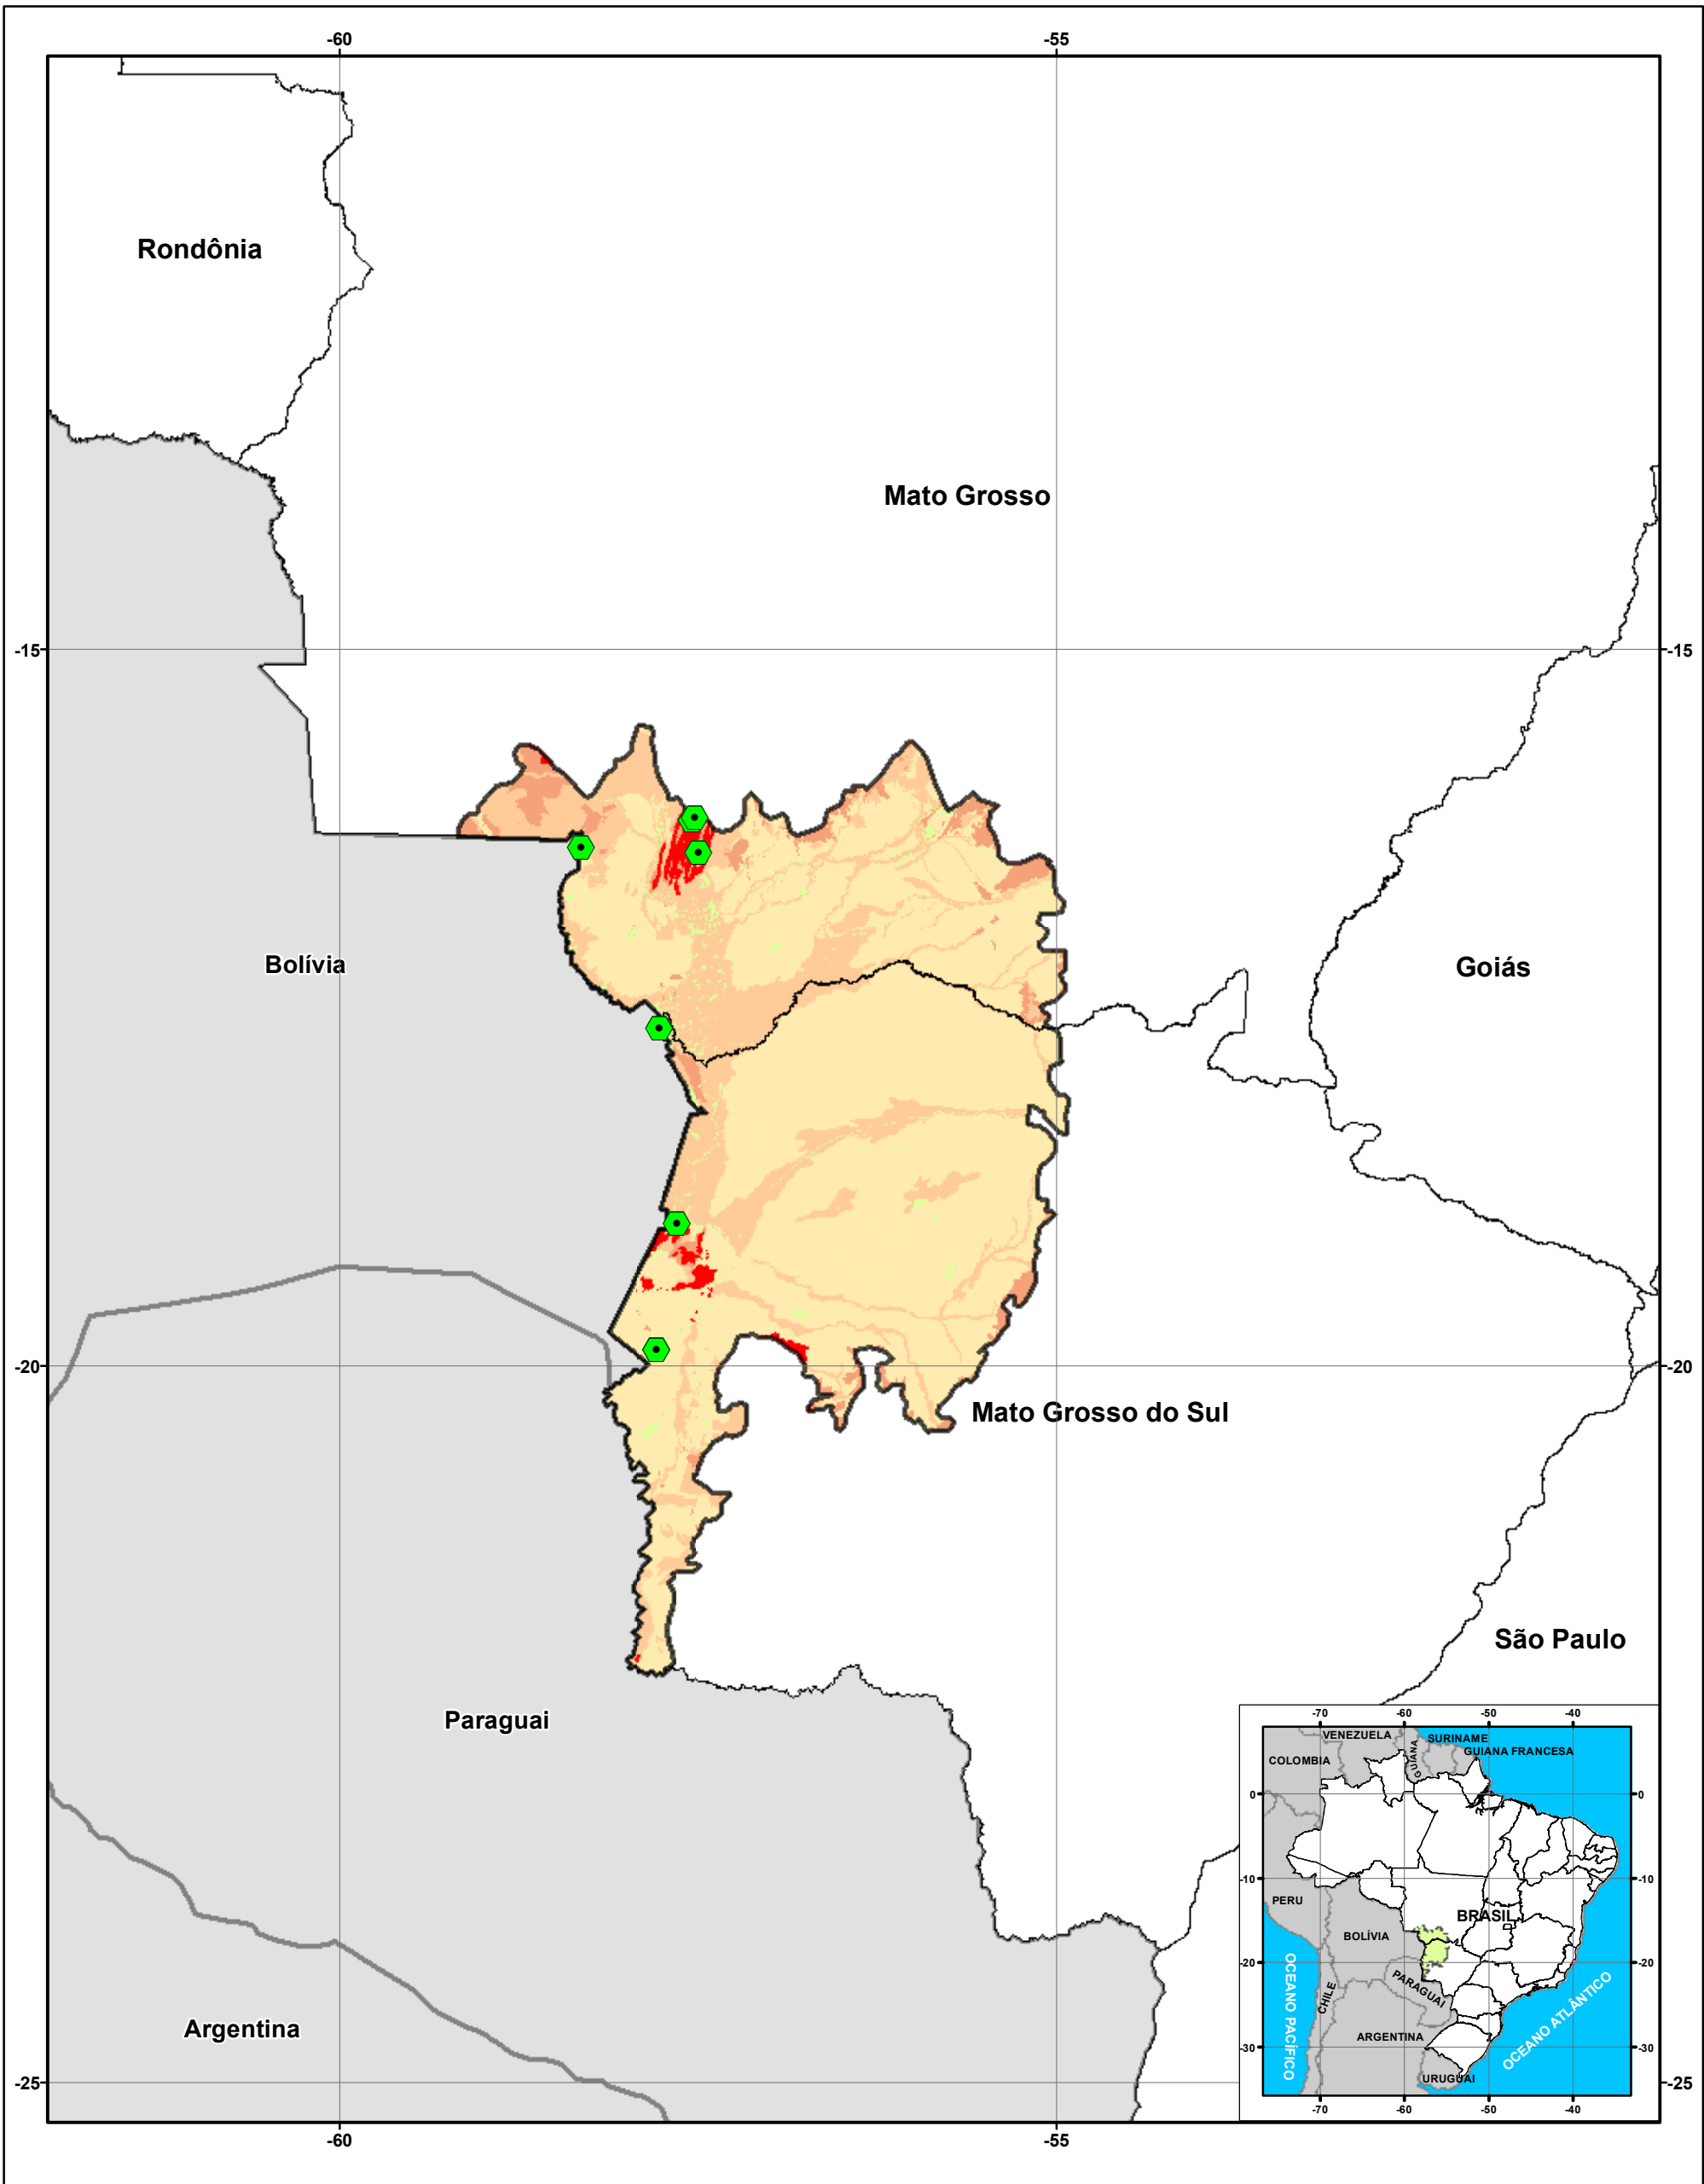 -60
-55
Rondônia
Mato Grosso
-15
-15
Bolívia
Goiás
-20
-20
Mato Grosso do Sul
São Paulo
Paraguai
Argentina
-25
-25
-60
-55
-70
-60
-50
-40
VENEZUELA
SURINAME
GUIANA
GUIANA FRANCESA
COLOMBIA
0
0
-10
-10
PERU
BRASIL
BOLÍVIA
-20
-20
PARAGUAI
CHILE
OCEANO PACÍFICO
OCEANO ATLÂNTICO
ARGENTINA
-30
-30
URUGUAI
-70
-60
-50
-40